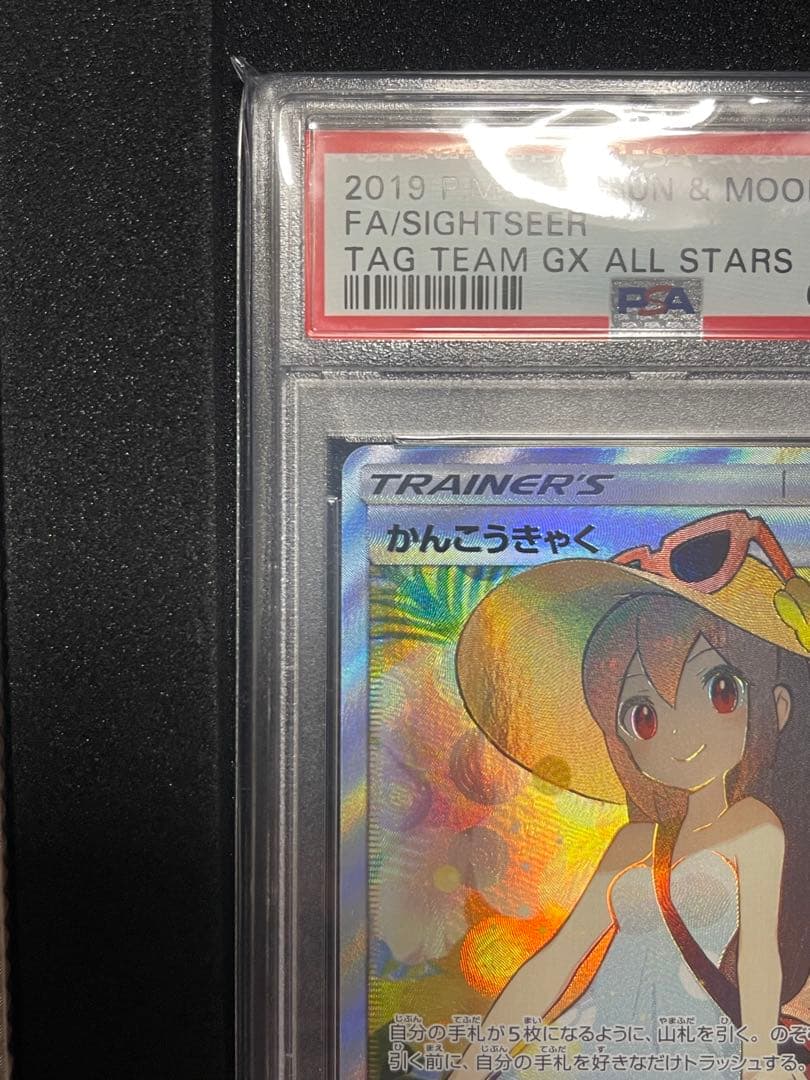 2019 P.M. & MOO
FA/SIGHTSEER
TAG TEAM GX ALL STARS
PSA
TRAINER'S
かんこうきゃく
自分の手札が5枚になるように、山札を引く。のぞ
引く前に、自分の手札を好きなだけトラッシュする。